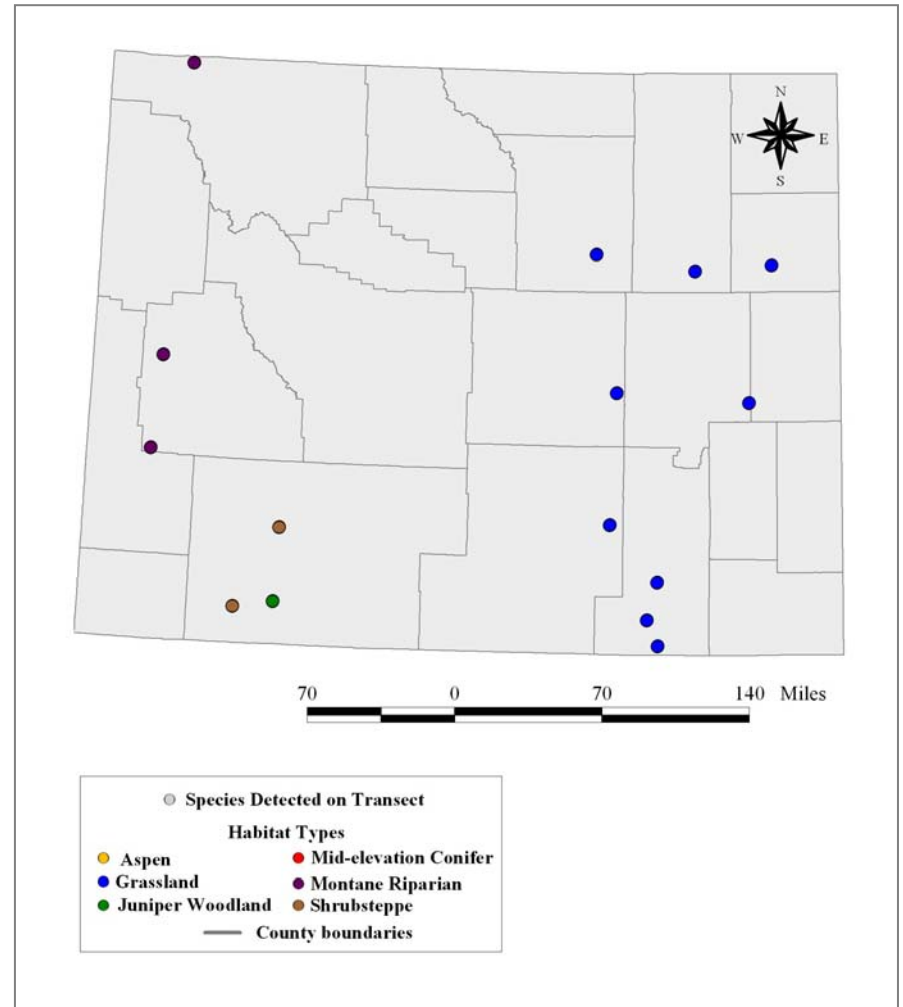 N
W E
S
70 0 70 140 Miles
Species Detected on Transect
Habitat Types
Aspen Mid-elevation Conifer
Grassland Montane Riparian
Juniper Woodland Shrubsteppe
County boundaries